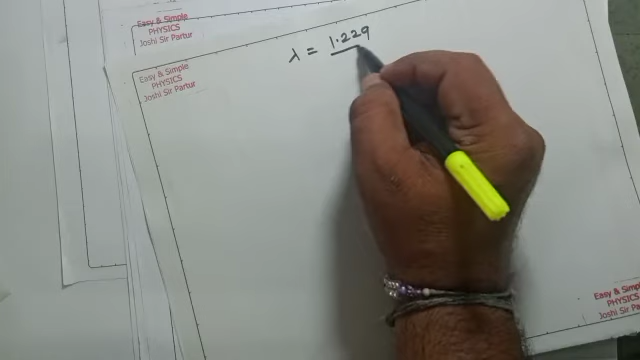 Easy & Simple
PHYSICS
Joshi Sir Partur
λ = 1.229
Easy & Simple
PHYSICS
Joshi Sir Partur
Easy & Simple
PHYSICS
Joshi Sir Partur